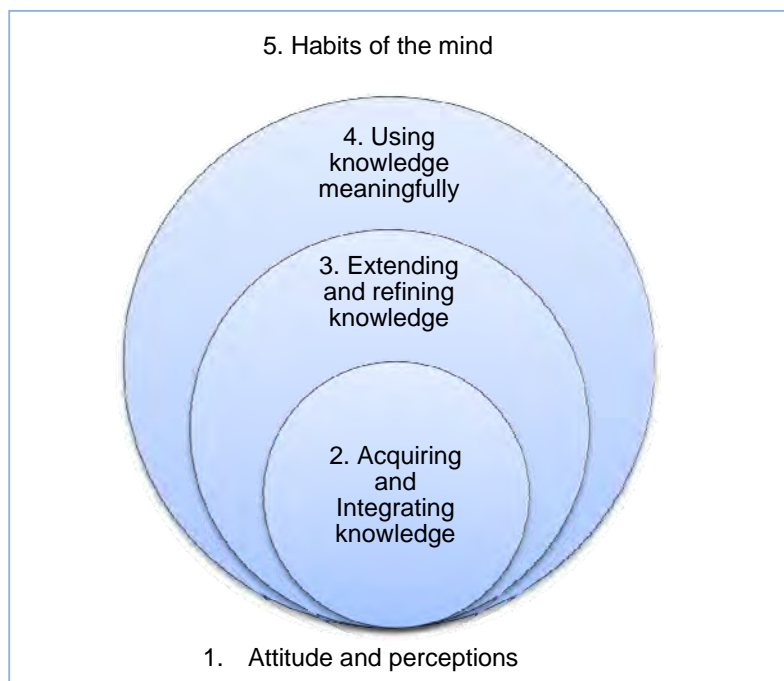 5. Habits of the mind
4. Using
knowledge
meaningfully
3. Extending
and refining
knowledge
2. Acquiring
and
Integrating
knowledge
1. Attitude and perceptions